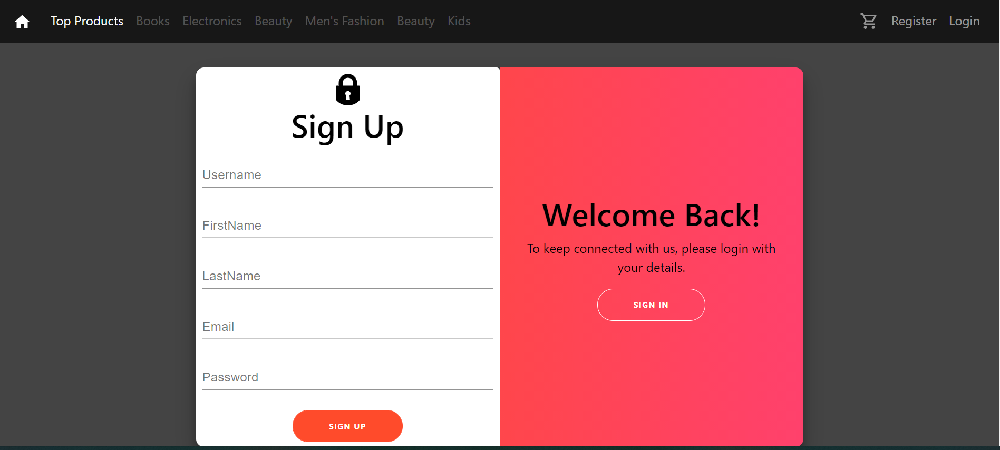 Top Products Books Electronics Beauty Men's Fashion Beauty Kids Register Login
Sign Up
Username
FirstName
LastName
Email
Password
SIGN UP
Welcome Back!
To keep connected with us, please login with
your details.
SIGN IN